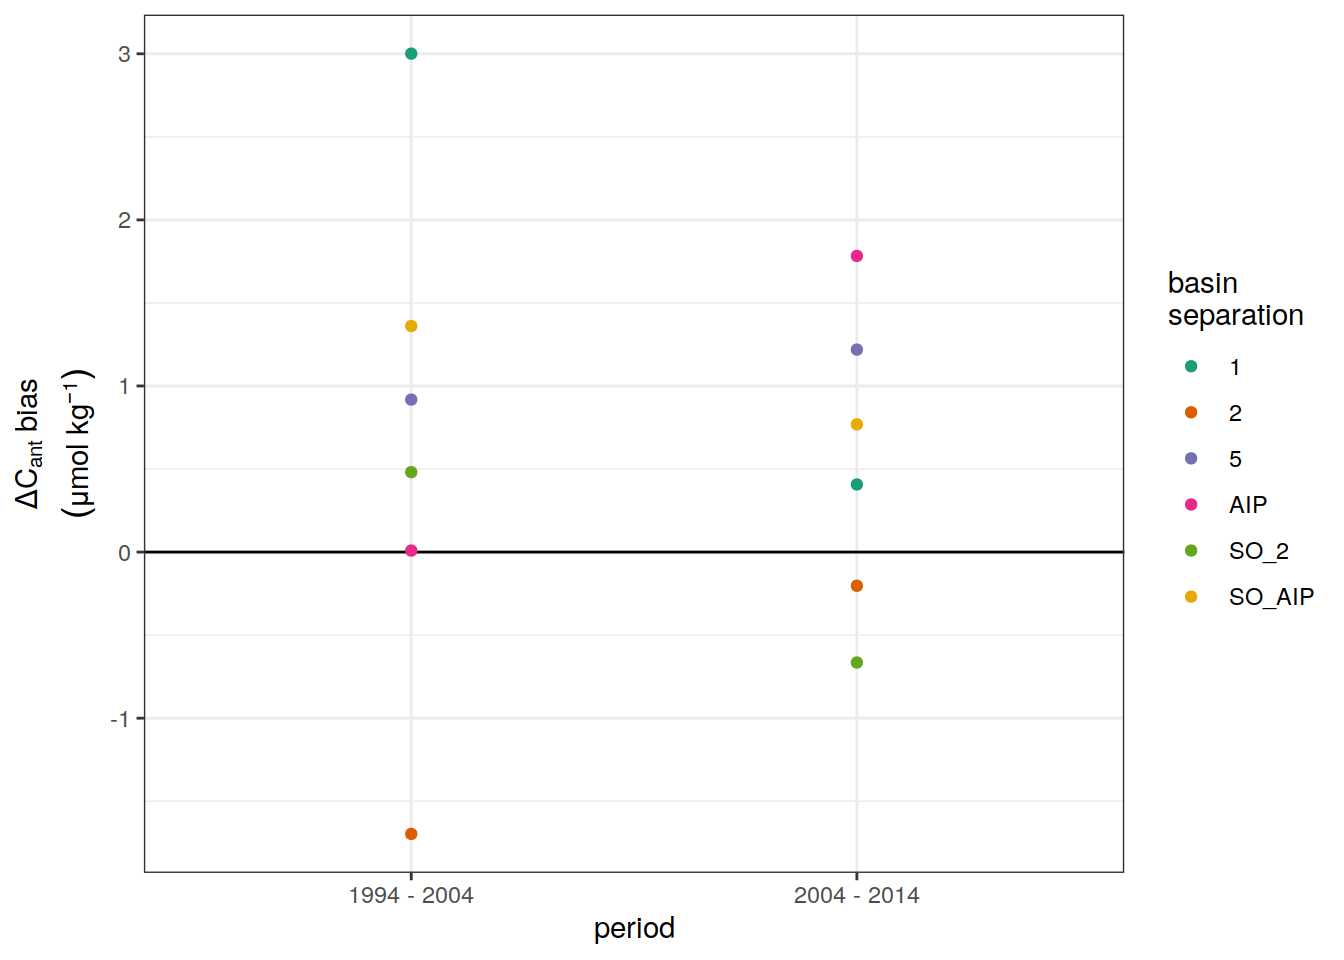 3
2
1
0
-1
ΔCant bias
(μmol kg⁻¹)
1994 - 2004
2004 - 2014
period
basin
separation
1
2
5
AIP
SO_2
SO_AIP